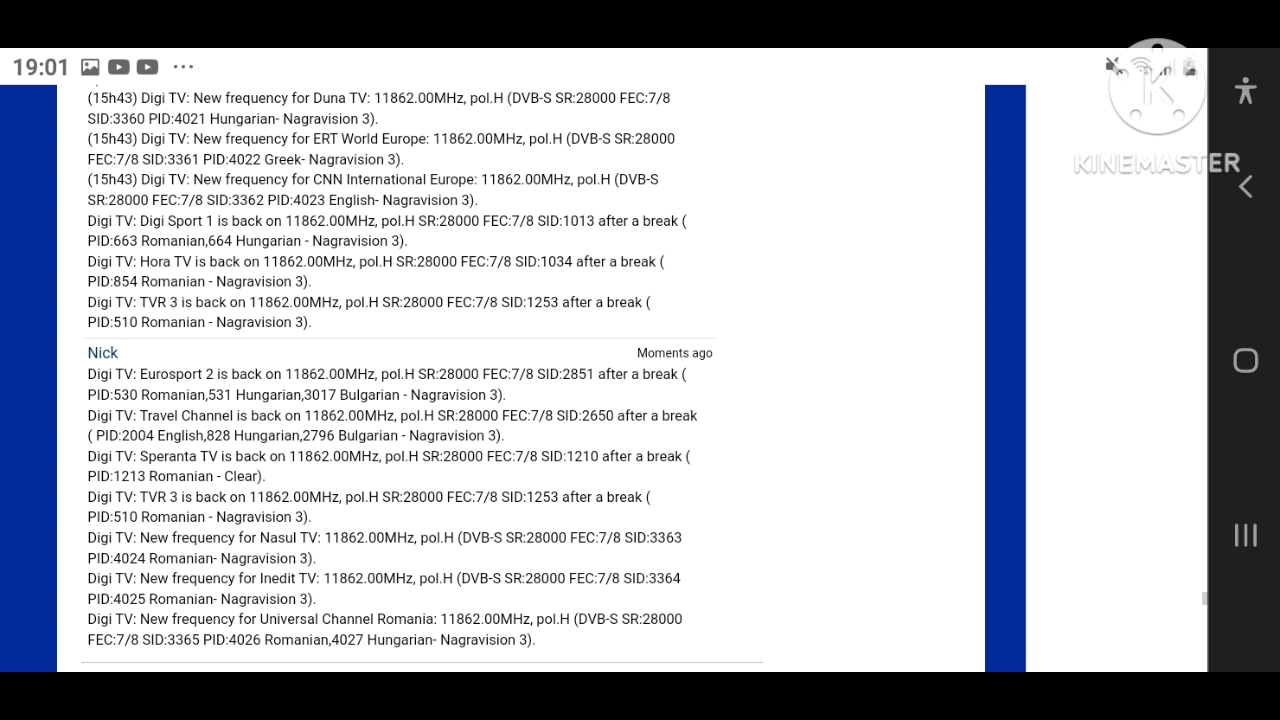 19:01
(15h43) Digi TV: New frequency for Duna TV: 11862.00MHz, pol.H (DVB-S SR:28000 FEC:7/8
SID:3360 PID:4021 Hungarian- Nagravision 3).
(15h43) Digi TV: New frequency for ERT World Europe: 11862.00MHz, pol.H (DVB-S SR:28000
FEC:7/8 SID:3361 PID:4022 Greek- Nagravision 3).
(15h43) Digi TV: New frequency for CNN International Europe: 11862.00MHz, pol.H (DVB-S
SR:28000 FEC:7/8 SID:3362 PID:4023 English- Nagravision 3).
Digi TV: Digi Sport 1 is back on 11862.00MHz, pol.H SR:28000 FEC:7/8 SID:1013 after a break (
PID:663 Romanian,664 Hungarian - Nagravision 3).
Digi TV: Hora TV is back on 11862.00MHz, pol.H SR:28000 FEC:7/8 SID:1034 after a break (
PID:854 Romanian - Nagravision 3).
Digi TV: TVR 3 is back on 11862.00MHz, pol.H SR:28000 FEC:7/8 SID:1253 after a break (
PID:510 Romanian - Nagravision 3).
Nick Moments ago
Digi TV: Eurosport 2 is back on 11862.00MHz, pol.H SR:28000 FEC:7/8 SID:2851 after a break (
PID:530 Romanian,531 Hungarian,3017 Bulgarian - Nagravision 3).
Digi TV: Travel Channel is back on 11862.00MHz, pol.H SR:28000 FEC:7/8 SID:2650 after a break
( PID:2004 English,828 Hungarian,2796 Bulgarian - Nagravision 3).
Digi TV: Speranta TV is back on 11862.00MHz, pol.H SR:28000 FEC:7/8 SID:1210 after a break (
PID:1213 Romanian - Clear).
Digi TV: TVR 3 is back on 11862.00MHz, pol.H SR:28000 FEC:7/8 SID:1253 after a break (
PID:510 Romanian - Nagravision 3).
Digi TV: New frequency for Nasul TV: 11862.00MHz, pol.H (DVB-S SR:28000 FEC:7/8 SID:3363
PID:4024 Romanian- Nagravision 3).
Digi TV: New frequency for Inedit TV: 11862.00MHz, pol.H (DVB-S SR:28000 FEC:7/8 SID:3364
PID:4025 Romanian- Nagravision 3).
Digi TV: New frequency for Universal Channel Romania: 11862.00MHz, pol.H (DVB-S SR:28000
FEC:7/8 SID:3365 PID:4026 Romanian,4027 Hungarian- Nagravision 3).
K
KINEMASTER